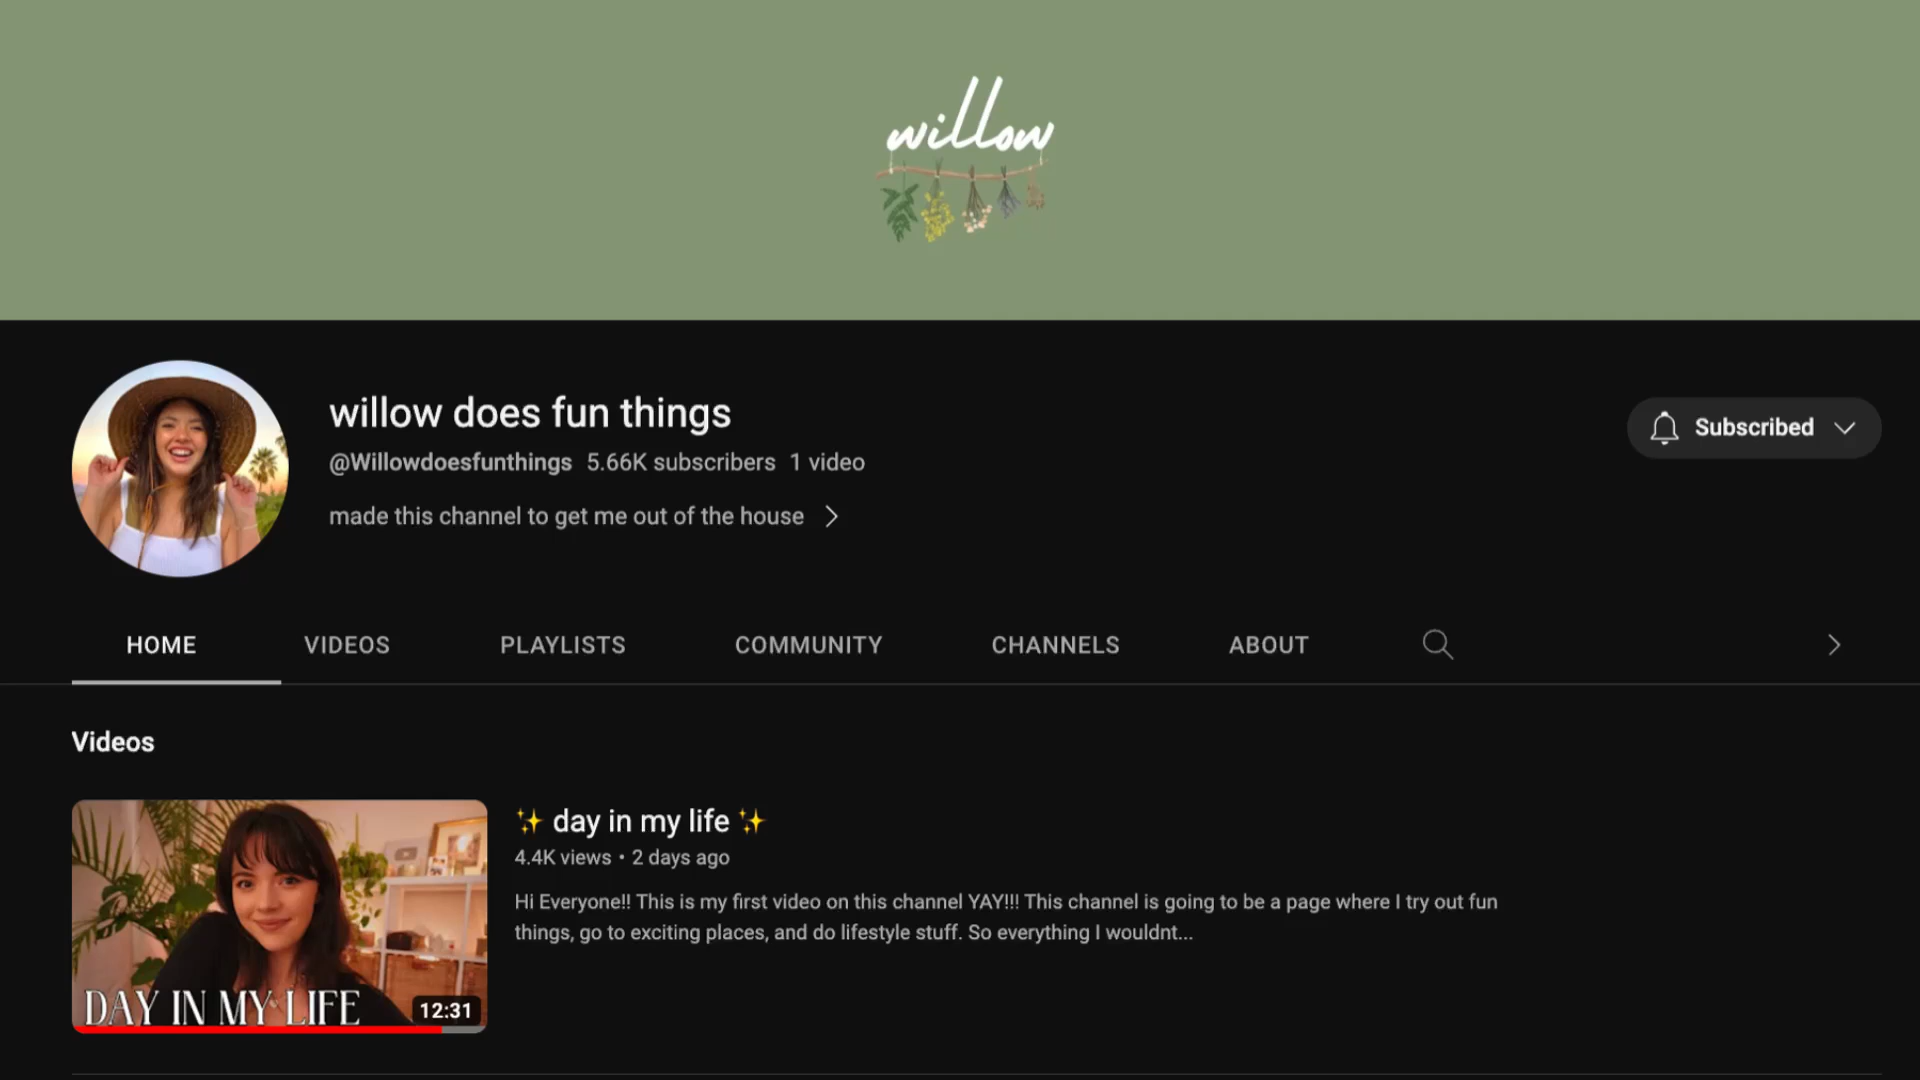 willow
willow does fun things
@Willowdoesfunthings 5.66K subscribers 1 video
Subscribed
made this channel to get me out of the house
HOME VIDEOS PLAYLISTS COMMUNITY CHANNELS ABOUT
Videos
✨ day in my life ✨
4.4K views • 2 days ago
Hi Everyone!! This is my first video on this channel YAY!!! This channel is going to be a page where I try out fun
things, go to exciting places, and do lifestyle stuff. So everything I wouldnt...
DAY IN MY LIFE
12:31